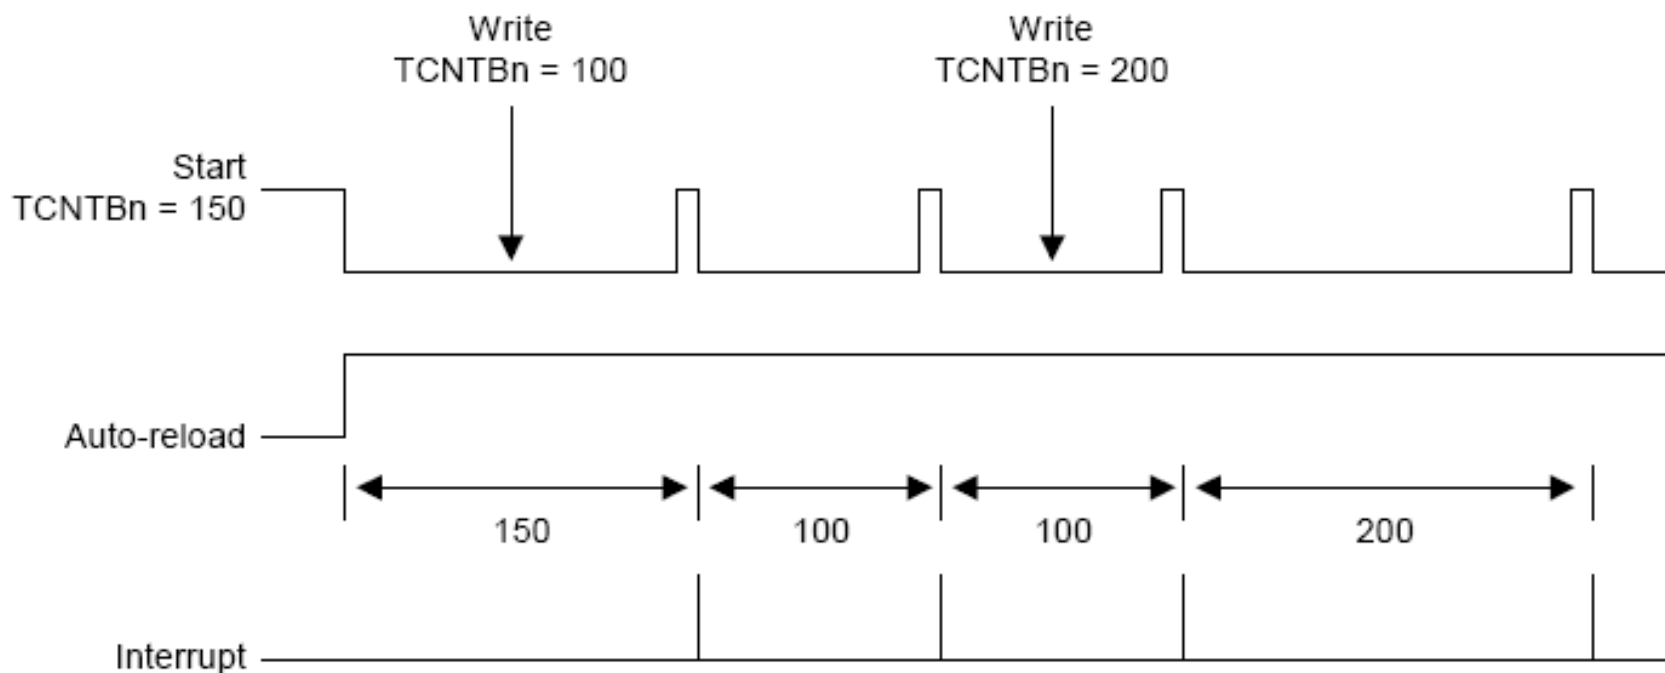 Write
TCNTBn = 100
Write
TCNTBn = 200
Start
TCNTBn = 150
Auto-reload
150
100
100
200
Interrupt